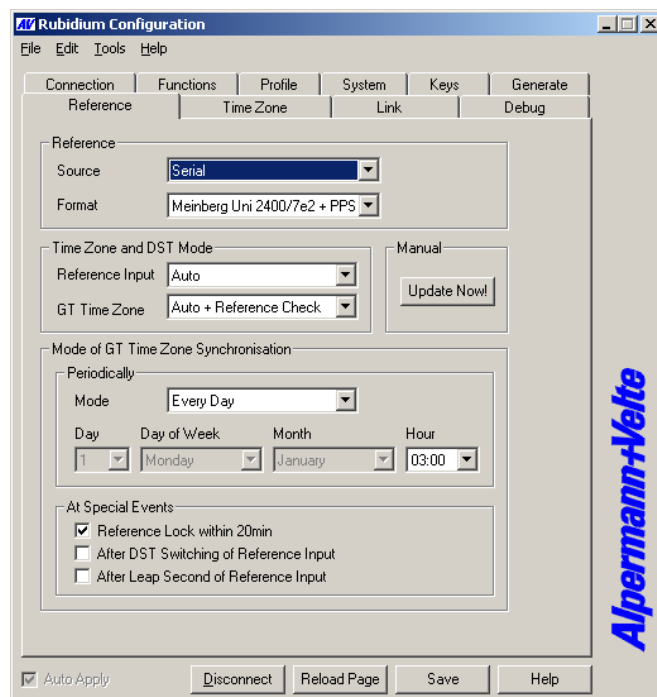 AV Rubidium Configuration
File Edit Tools Help
Connection Functions Profile System Keys Generate
Reference Time Zone Link Debug
Reference
Source Serial
Format Meinberg Uni 2400/7e2 + PPS
Time Zone and DST Mode Manual
Reference Input Auto
Update Now!
GT Time Zone Auto + Reference Check
Mode of GT Time Zone Synchronisation
Periodically
Mode Every Day
Day Day of Week Month Hour
1 Monday January 03:00
At Special Events
Reference Lock within 20min
After DST Switching of Reference Input
After Leap Second of Reference Input
Alpermann+Velte
Auto Apply Disconnect Reload Page Save Help